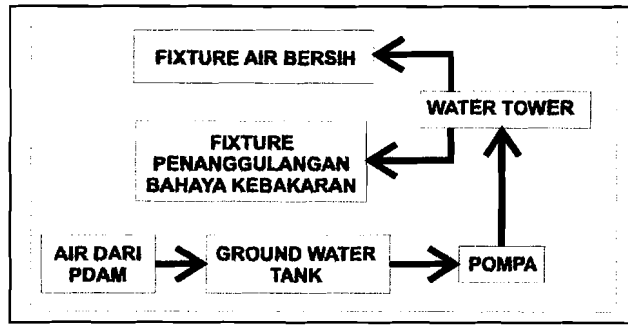 FIXTURE AIR BERSIH
WATER TOWER
FIXTURE
PENANGGULANGAN
BAHAYA KEBAKARAN
AIR DARI
PDAM
GROUND WATER
TANK
POMPA